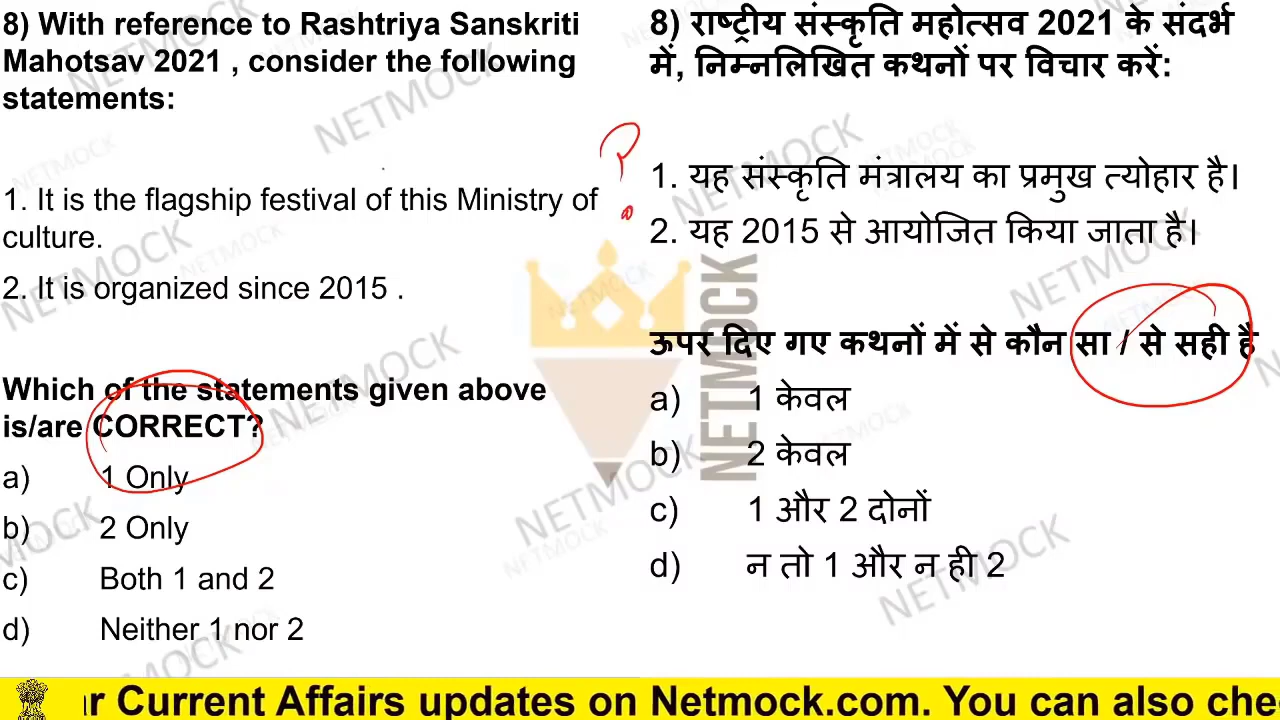 8) With reference to Rashtriya Sanskriti
Mahotsav 2021 , consider the following
statements:
1. It is the flagship festival of this Ministry of
culture.
2. It is organized since 2015 .
Which of the statements given above
is/are CORRECT?
a) 1 Only
b) 2 Only
c) Both 1 and 2
d) Neither 1 nor 2
8) राष्ट्रीय संस्कृति महोत्सव 2021 के संदर्भ
में, निम्नलिखित कथनों पर विचार करें:
1. यह संस्कृति मंत्रालय का प्रमुख त्योहार है।
2. यह 2015 से आयोजित किया जाता है।
ऊपर दिए गए कथनों में से कौन सा / से सही है
a) 1 केवल
b) 2 केवल
c) 1 और 2 दोनों
d) न तो 1 और न ही 2
NETMOCK
r Current Affairs updates on Netmock.com. You can also che